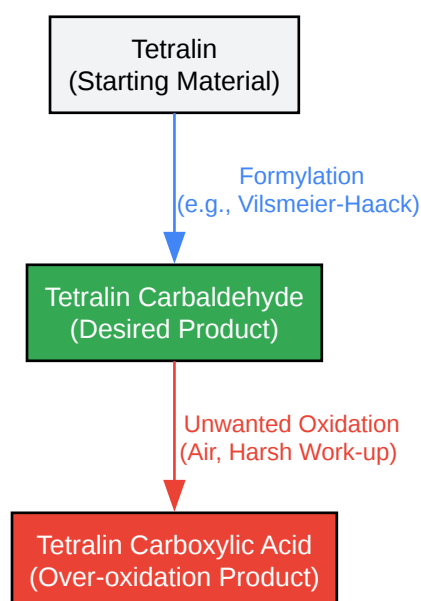 Tetralin
(Starting Material)
Formylation
(e.g., Vilsmeier-Haack)
Tetralin Carbaldehyde
(Desired Product)
Unwanted Oxidation
(Air, Harsh Work-up)
Tetralin Carboxylic Acid
(Over-oxidation Product)